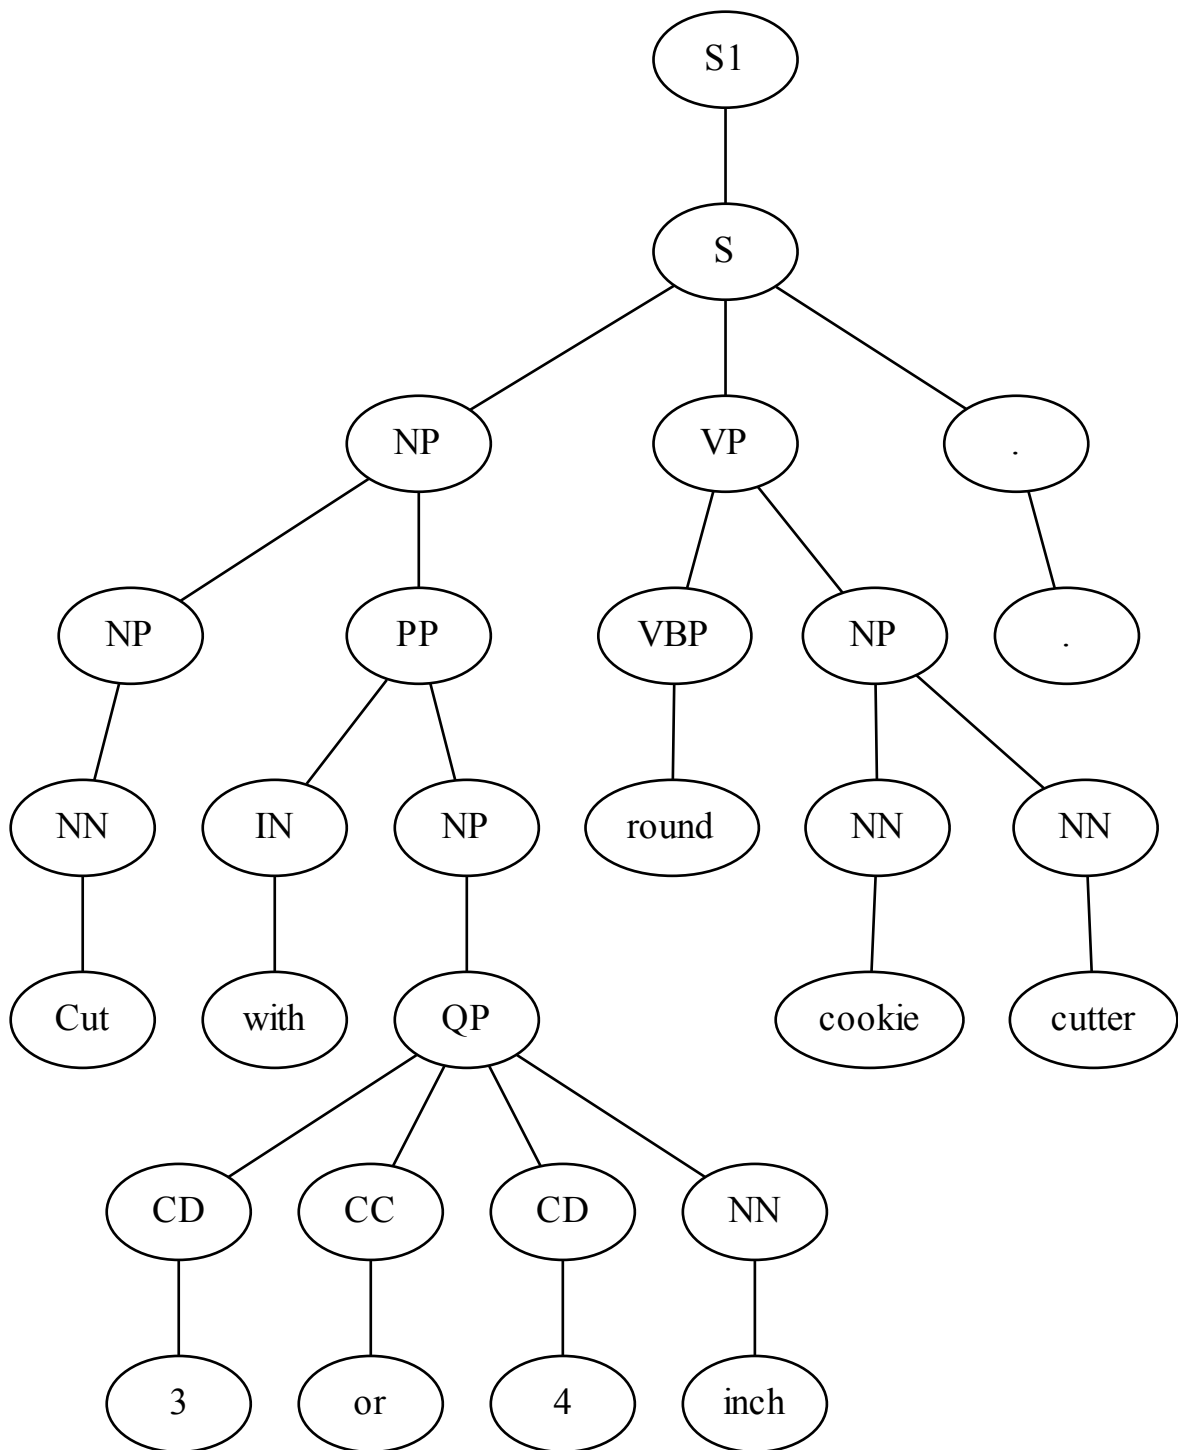 S1
S
NP VP .
NP PP VBP NP .
NN IN NP round NN NN
Cut with QP cookie cutter
CD CC CD NN
3 or 4 inch